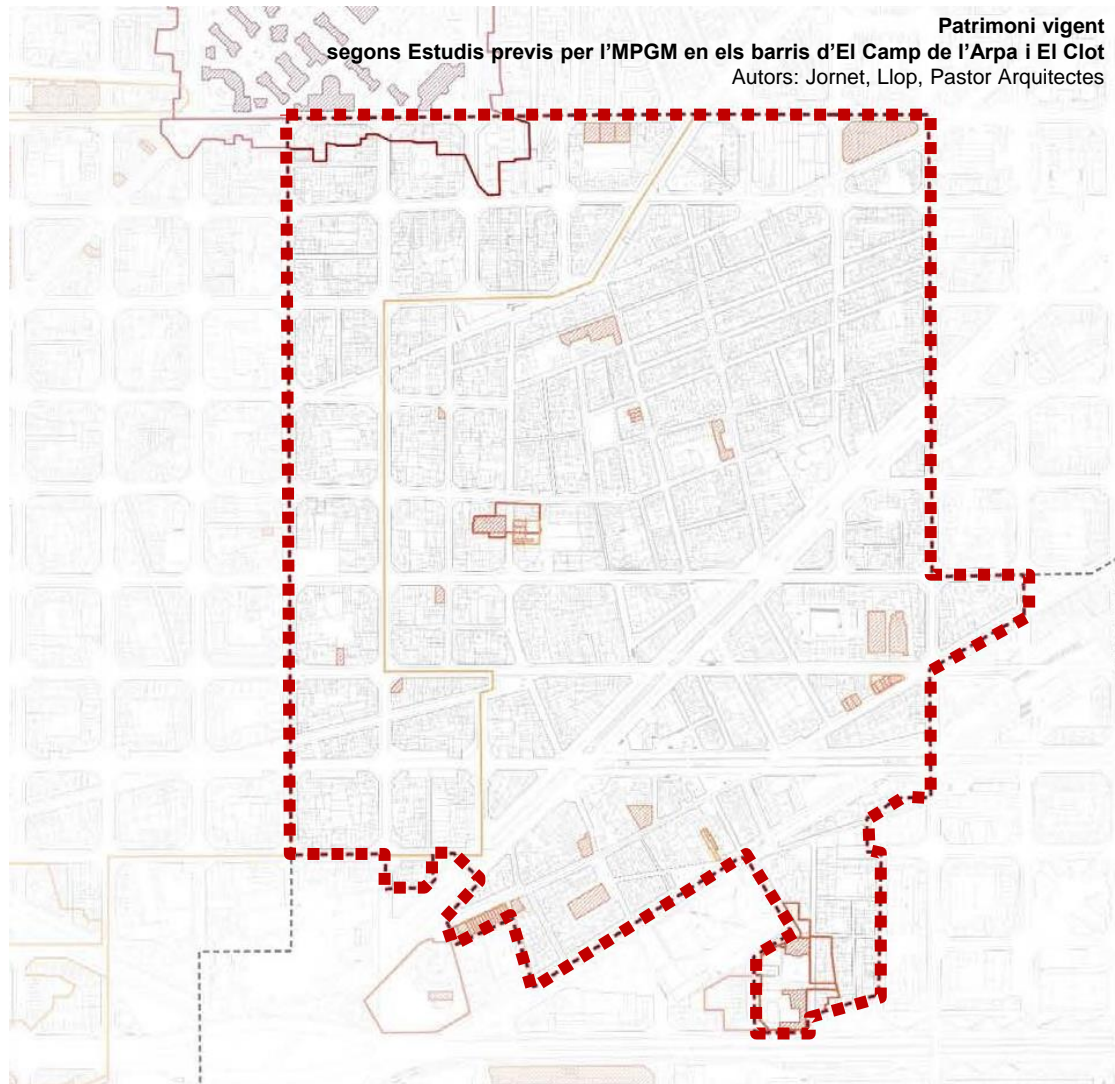 Patrimoni vigent
segons Estudis previs per l’MPGM en els barris d’El Camp de l’Arpa i El Clot
Autors: Jornet, Llop, Pastor Arquitectes